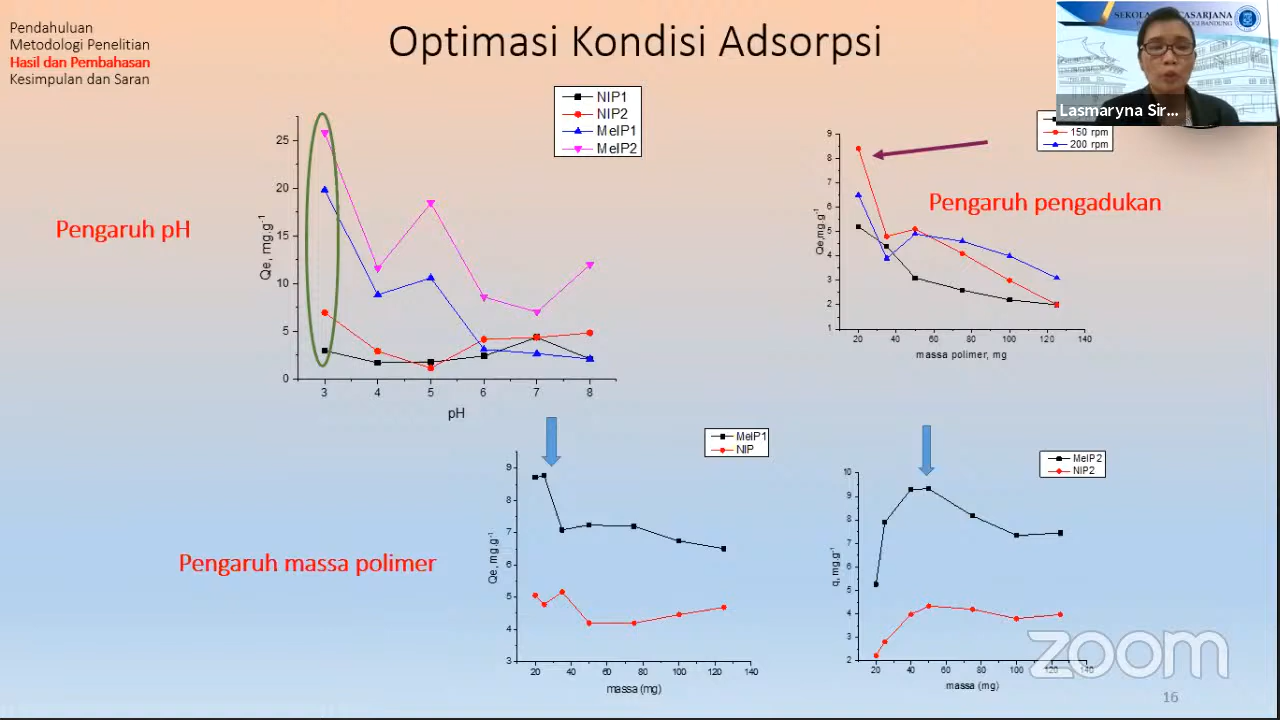 Pendahuluan
Metodologi Penelitian
Hasil dan Pembahasan
Kesimpulan dan Saran
Optimasi Kondisi Adsorpsi
Lasmaryna Sir...
Pengaruh pH
NIP1
NIP2
MeIP1
MeIP2
Qe, mg.g-1
25
20
15
10
5
0
3 4 5 6 7 8
pH
150 rpm
200 rpm
Pengaruh pengadukan
Qe,mg.g-1
9
8
7
6
5
4
3
2
1
20 40 60 80 100 120 140
massa polimer, mg
Pengaruh massa polimer
MeIP1
NIP
Qe, mg.g-1
9
8
7
6
5
4
3
20 40 60 80 100 120 140
massa (mg)
MeIP2
NIP2
q, mg.g-1
10
9
8
7
6
5
4
3
2
20 40 60 80 100 120 140
massa (mg)
zoom
16